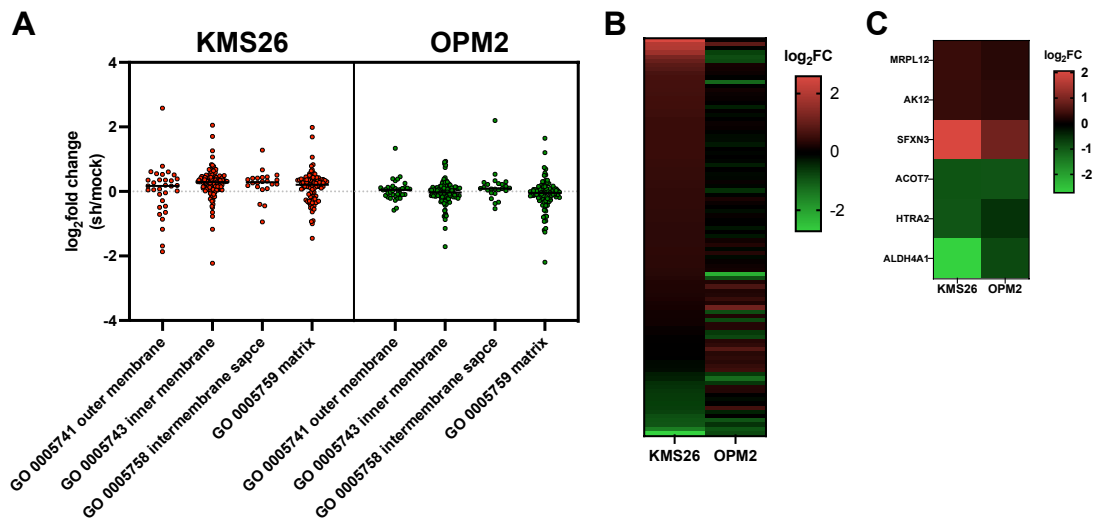 A
KMS26
OPM2
log2fold change
(sh/mock)
4
2
0
-2
-4
GO 0005741 outer membrane
GO 0005743 inner membrane
GO 0005758 intermembrane sapce
GO 0005759 matrix
GO 0005741 outer membrane
GO 0005743 inner membrane
GO 0005758 intermembrane sapce
GO 0005759 matrix
B
log2FC
2
0
-2
KMS26
OPM2
C
MRPL12
AK12
SFXN3
ACOT7
HTRA2
ALDH4A1
KMS26
OPM2
log2FC
2
1
0
-1
-2